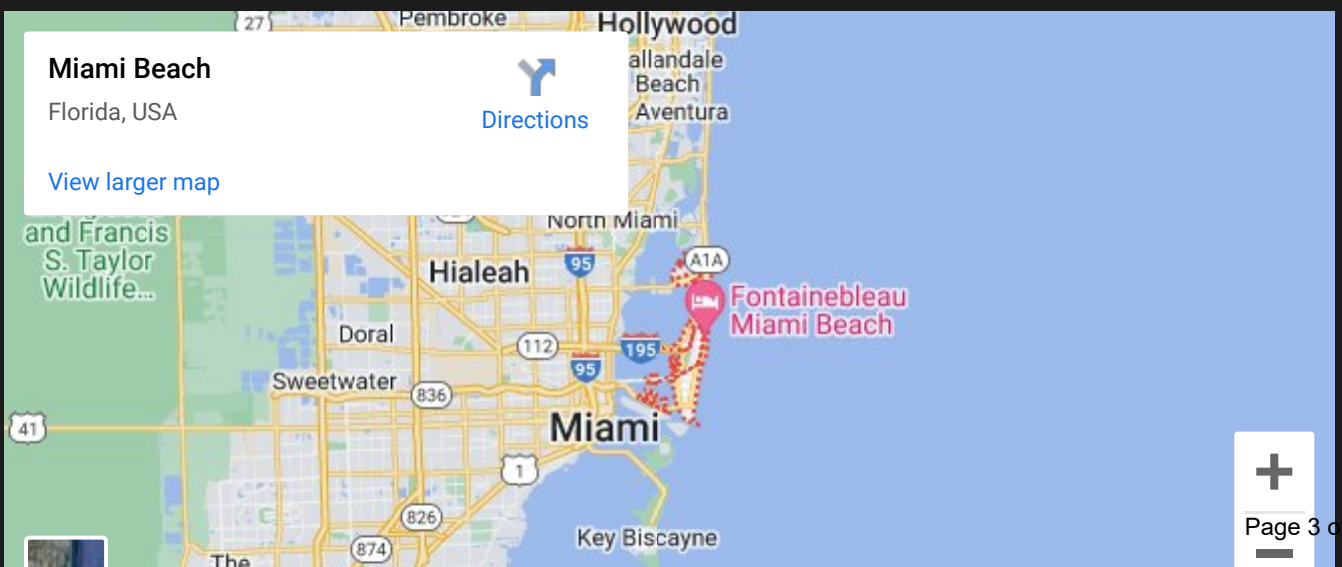 27
Pembroke
Hollywood
Miami Beach
Florida, USA
Directions
View larger map
allandale
Beach
Aventura
and Francis
S. Taylor
Wildlife...
North Miami
95
A1A
Hialeah
Fontainebleau
Miami Beach
Doral
112
195
95
Sweetwater
836
41
Miami
1
826
Key Biscayne
874
The
Page 3 o